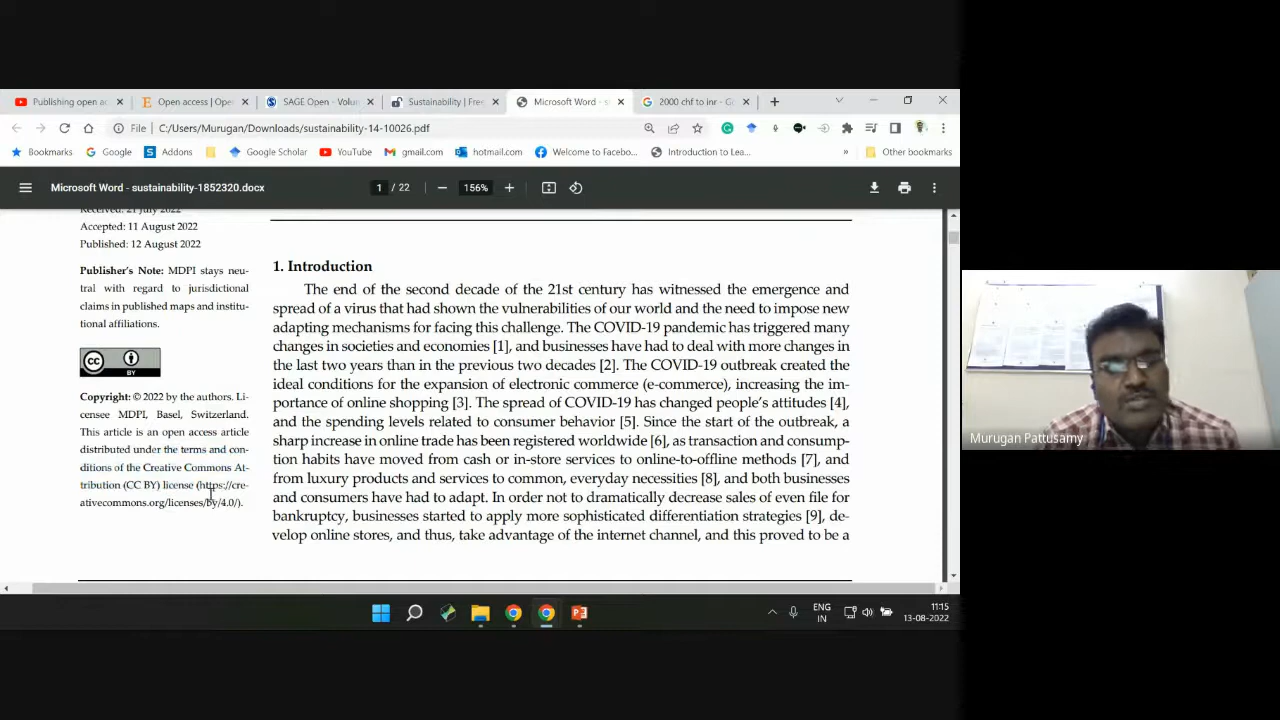 Publishing open ac
Open access | Ope
SAGE Open - Volun
Sustainability | Free
Microsoft Word - s
2000 chf to inr - Go
File
C:/Users/Murugan/Downloads/sustainability-14-10026.pdf
Bookmarks
Google
Addons
Google Scholar
YouTube
gmail.com
hotmail.com
Welcome to Facebo...
Introduction to Lea...
»
Other bookmarks
Microsoft Word - sustainability-1852320.docx
1 / 22
156%
Received: 21 July 2022
Accepted: 11 August 2022
Published: 12 August 2022
Publisher's Note: MDPI stays neu-
tral with regard to jurisdictional
claims in published maps and institu-
tional affiliations.
CC
BY
Copyright: © 2022 by the authors. Li-
censee MDPI, Basel, Switzerland.
This article is an open access article
distributed under the terms and con-
ditions of the Creative Commons At-
tribution (CC BY) license (https://cre-
ativecommons.org/licenses/by/4.0/).
1. Introduction
The end of the second decade of the 21st century has witnessed the emergence and
spread of a virus that had shown the vulnerabilities of our world and the need to impose new
adapting mechanisms for facing this challenge. The COVID-19 pandemic has triggered many
changes in societies and economies [1], and businesses have had to deal with more changes in
the last two years than in the previous two decades [2]. The COVID-19 outbreak created the
ideal conditions for the expansion of electronic commerce (e-commerce), increasing the im-
portance of online shopping [3]. The spread of COVID-19 has changed people's attitudes [4],
and the spending levels related to consumer behavior [5]. Since the start of the outbreak, a
sharp increase in online trade has been registered worldwide [6], as transaction and consump-
tion habits have moved from cash or in-store services to online-to-offline methods [7], and
from luxury products and services to common, everyday necessities [8], and both businesses
and consumers have had to adapt. In order not to dramatically decrease sales of even file for
bankruptcy, businesses started to apply more sophisticated differentiation strategies [9], de-
velop online stores, and thus, take advantage of the internet channel, and this proved to be a
Murugan Pattusamy
ENG
IN
11:15
13-08-2022